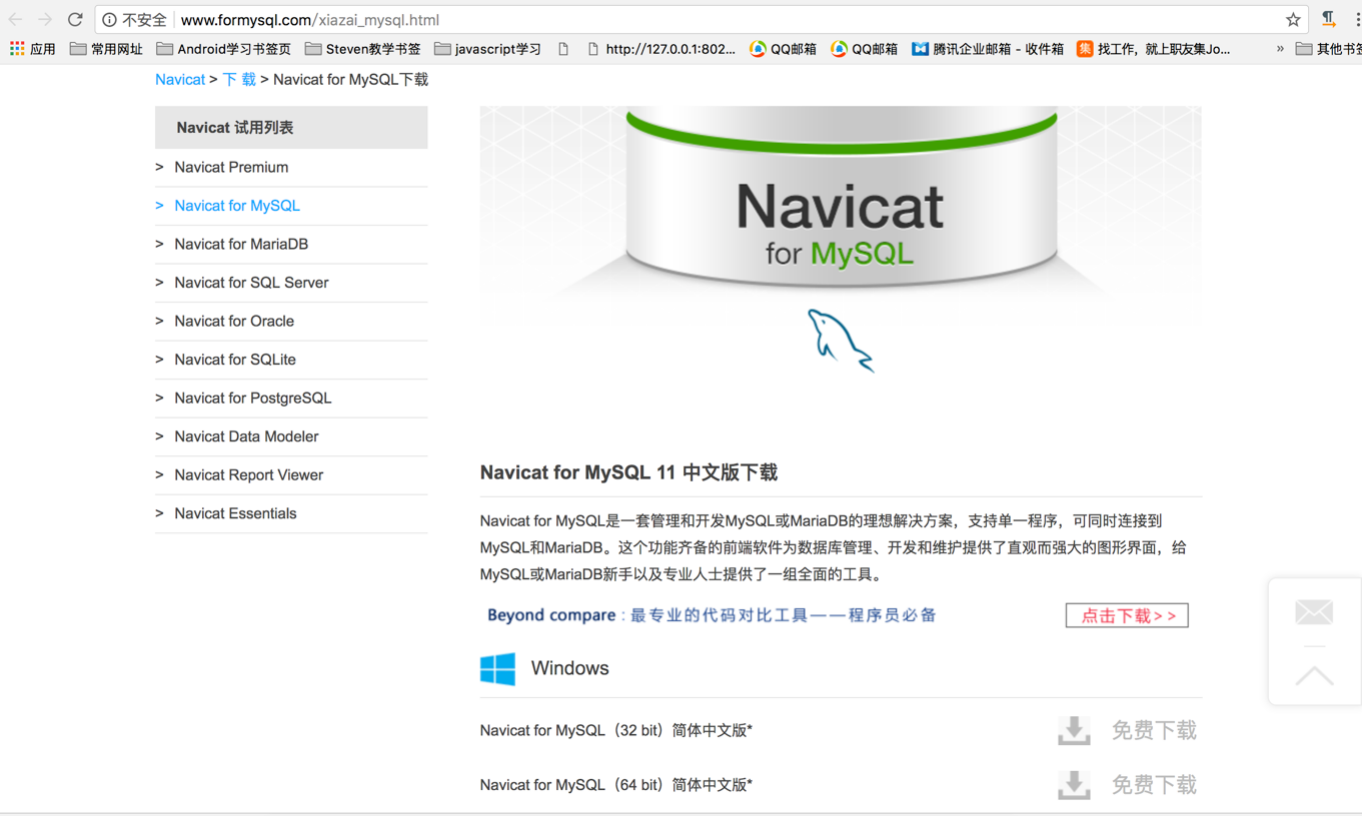 不安全 www.formysql.com/xiazai_mysql.html
应用 常用网址 Android学习书签页 Steven教学书签 javascript学习 http://127.0.0.1:802... QQ邮箱 QQ邮箱 腾讯企业邮箱 - 收件箱 集 找工作，就上职友集Jo... » 其他书签
Navicat > 下 载 > Navicat for MySQL下载
Navicat 试用列表
> Navicat Premium
> Navicat for MySQL
> Navicat for MariaDB
> Navicat for SQL Server
> Navicat for Oracle
> Navicat for SQLite
> Navicat for PostgreSQL
> Navicat Data Modeler
> Navicat Report Viewer
> Navicat Essentials
Navicat
for MySQL
Navicat for MySQL 11 中文版下载
Navicat for MySQL是一套管理和开发MySQL或MariaDB的理想解决方案，支持单一程序，可同时连接到
MySQL和MariaDB。这个功能齐备的前端软件为数据库管理、开发和维护提供了直观而强大的图形界面，给
MySQL或MariaDB新手以及专业人士提供了一组全面的工具。
Beyond compare : 最专业的代码对比工具——程序员必备 点击下载>>
Windows
Navicat for MySQL（32 bit）简体中文版* 免费下载
Navicat for MySQL（64 bit）简体中文版* 免费下载